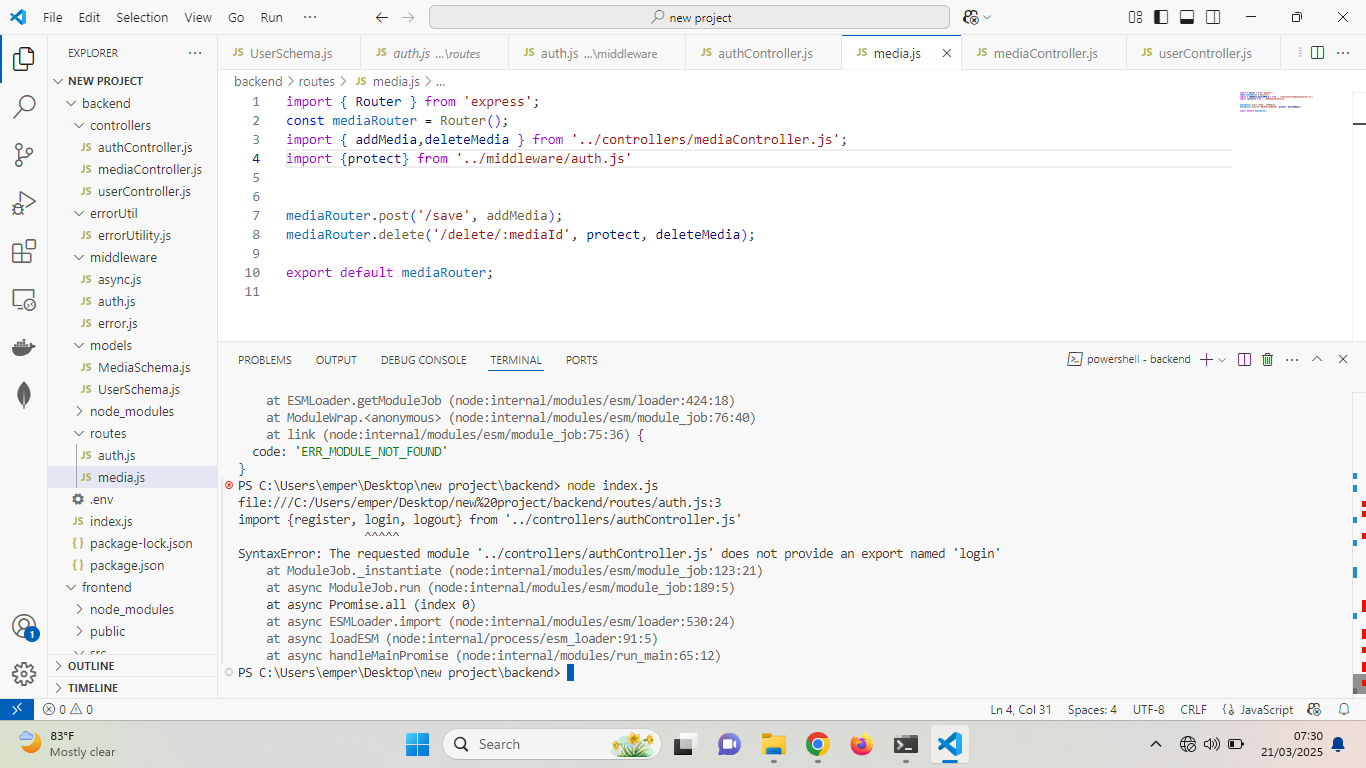 File Edit Selection View Go Run ··· new project
EXPLORER ···
NEW PROJECT
backend
controllers
JS authController.js
JS mediaController.js
JS userController.js
errorUtil
JS errorUtility.js
middleware
JS async.js
JS auth.js
JS error.js
models
JS MediaSchema.js
JS UserSchema.js
node_modules
routes
JS auth.js
JS media.js
.env
JS index.js
{} package-lock.json
{} package.json
frontend
node_modules
public
src
OUTLINE
TIMELINE
1
JS UserSchema.js JS auth.js ...\routes JS auth.js ...\middleware JS authController.js JS media.js JS mediaController.js JS userController.js
backend > routes > JS media.js > ...
1 import { Router } from 'express';
2 const mediaRouter = Router();
3 import { addMedia,deleteMedia } from '../controllers/mediaController.js';
4 import {protect} from '../middleware/auth.js'
5
6
7 mediaRouter.post('/save', addMedia);
8 mediaRouter.delete('/delete/:mediaId', protect, deleteMedia);
9
10 export default mediaRouter;
11
PROBLEMS OUTPUT DEBUG CONSOLE TERMINAL PORTS powershell - backend
at ESMLoader.getModuleJob (node:internal/modules/esm/loader:424:18)
at ModuleWrap.<anonymous> (node:internal/modules/esm/module_job:76:40)
at link (node:internal/modules/esm/module_job:75:36) {
code: 'ERR_MODULE_NOT_FOUND'
}
PS C:\Users\emper\Desktop\new project\backend> node index.js
file:///C:/Users/emper/Desktop/new%20project/backend/routes/auth.js:3
import {register, login, logout} from '../controllers/authController.js'
^^^^^
SyntaxError: The requested module '../controllers/authController.js' does not provide an export named 'login'
at ModuleJob._instantiate (node:internal/modules/esm/module_job:123:21)
at async ModuleJob.run (node:internal/modules/esm/module_job:189:5)
at async Promise.all (index 0)
at async ESMLoader.import (node:internal/modules/esm/loader:530:24)
at async loadESM (node:internal/process/esm_loader:91:5)
at async handleMainPromise (node:internal/modules/run_main:65:12)
PS C:\Users\emper\Desktop\new project\backend>
0 0 Ln 4, Col 31 Spaces: 4 UTF-8 CRLF {} JavaScript
83°F
Mostly clear
Search
07:30
21/03/2025